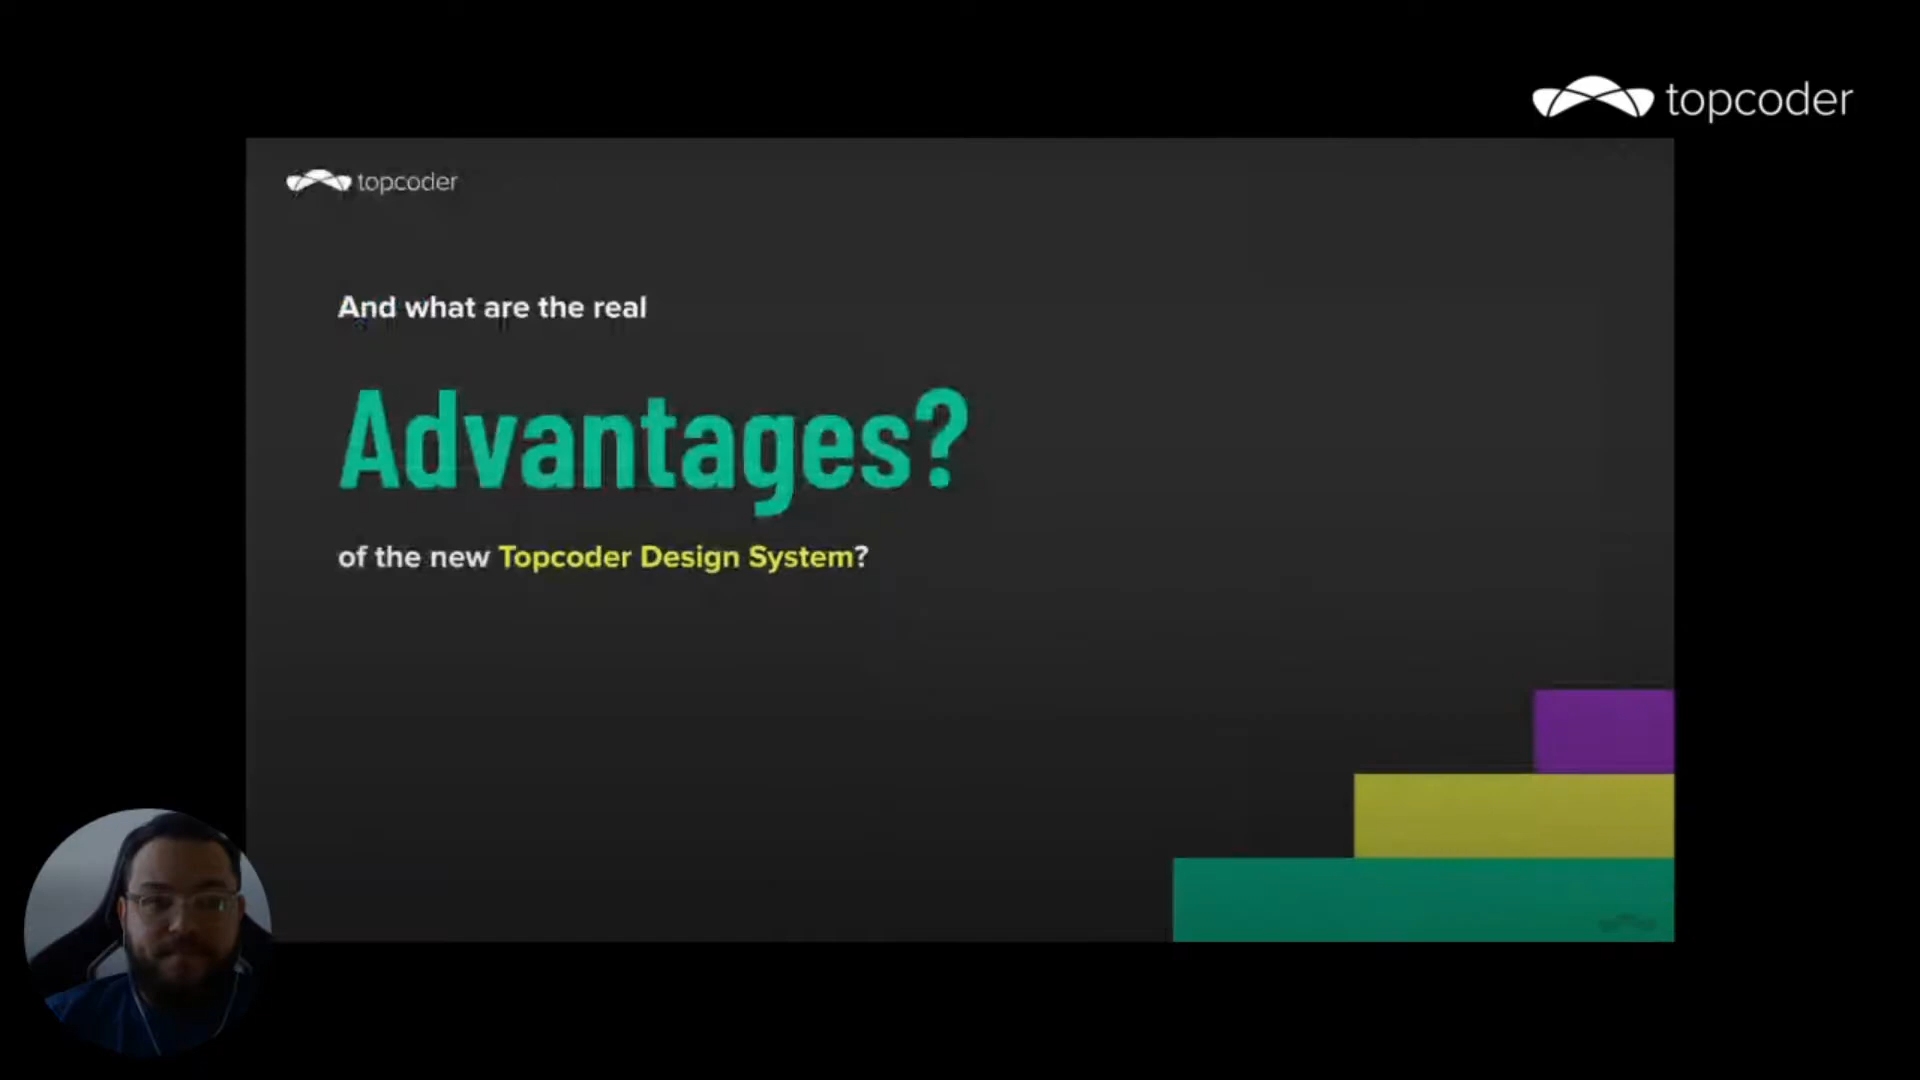 topcoder
topcoder
And what are the real
Advantages?
of the new Topcoder Design System?